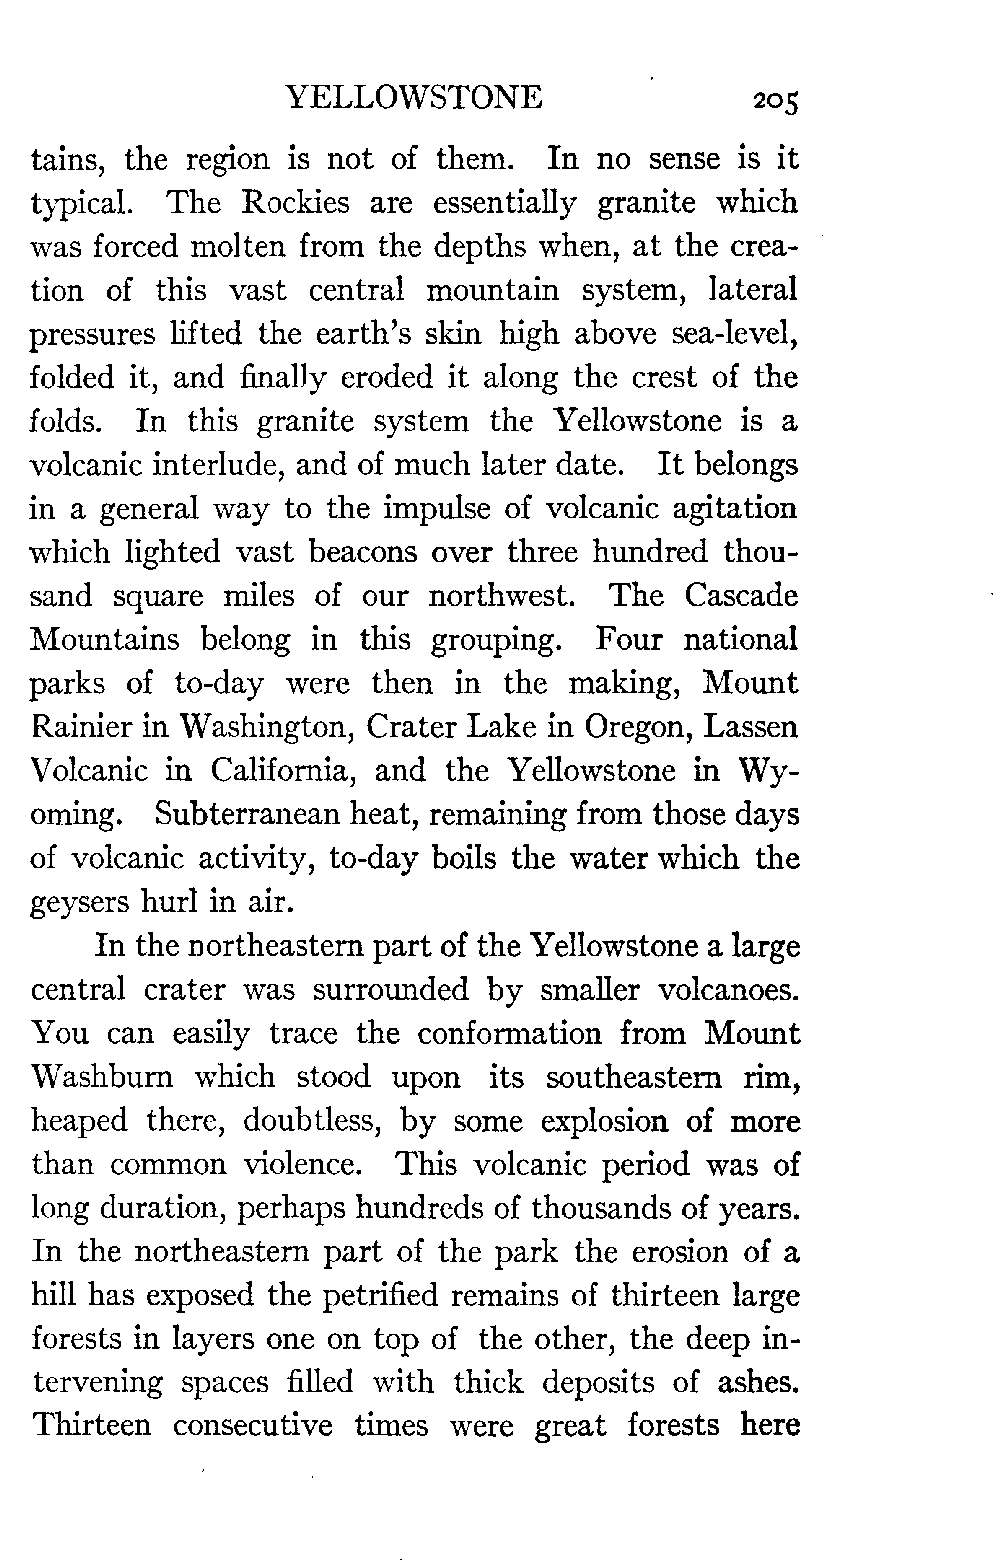 YELLOWSTONE 205
tains, the region is not of them. In no sense is it
typical. The Rockies are essentially granite which
was forced molten from the depths when, at the crea-
tion of this vast central mountain system, lateral
pressures lifted the earth's skin high above sea-level,
folded it, and finally eroded it along the crest of the
folds. In this granite system the Yellowstone is a
volcanic interlude, and of much later date. It belongs
in a general way to the impulse of volcanic agitation
which lighted vast beacons over three hundred thou-
sand square miles of our northwest. The Cascade
Mountains belong in this grouping. Four national
parks of to-day were then in the making, Mount
Rainier in Washington, Crater Lake in Oregon, Lassen
Volcanic in California, and the Yellowstone in Wy-
oming. Subterranean heat, remaining from those days
of volcanic activity, to-day boils the water which the
geysers hurl in air.
In the northeastern part of the Yellowstone a large
central crater was surrounded by smaller volcanoes.
You can easily trace the conformation from Mount
Washburn which stood upon its southeastern rim,
heaped there, doubtless, by some explosion of more
than common violence. This volcanic period was of
long duration, perhaps hundreds of thousands of years.
In the northeastern part of the park the erosion of a
hill has exposed the petrified remains of thirteen large
forests in layers one on top of the other, the deep in-
tervening spaces filled with thick deposits of ashes.
Thirteen consecutive times were great forests here